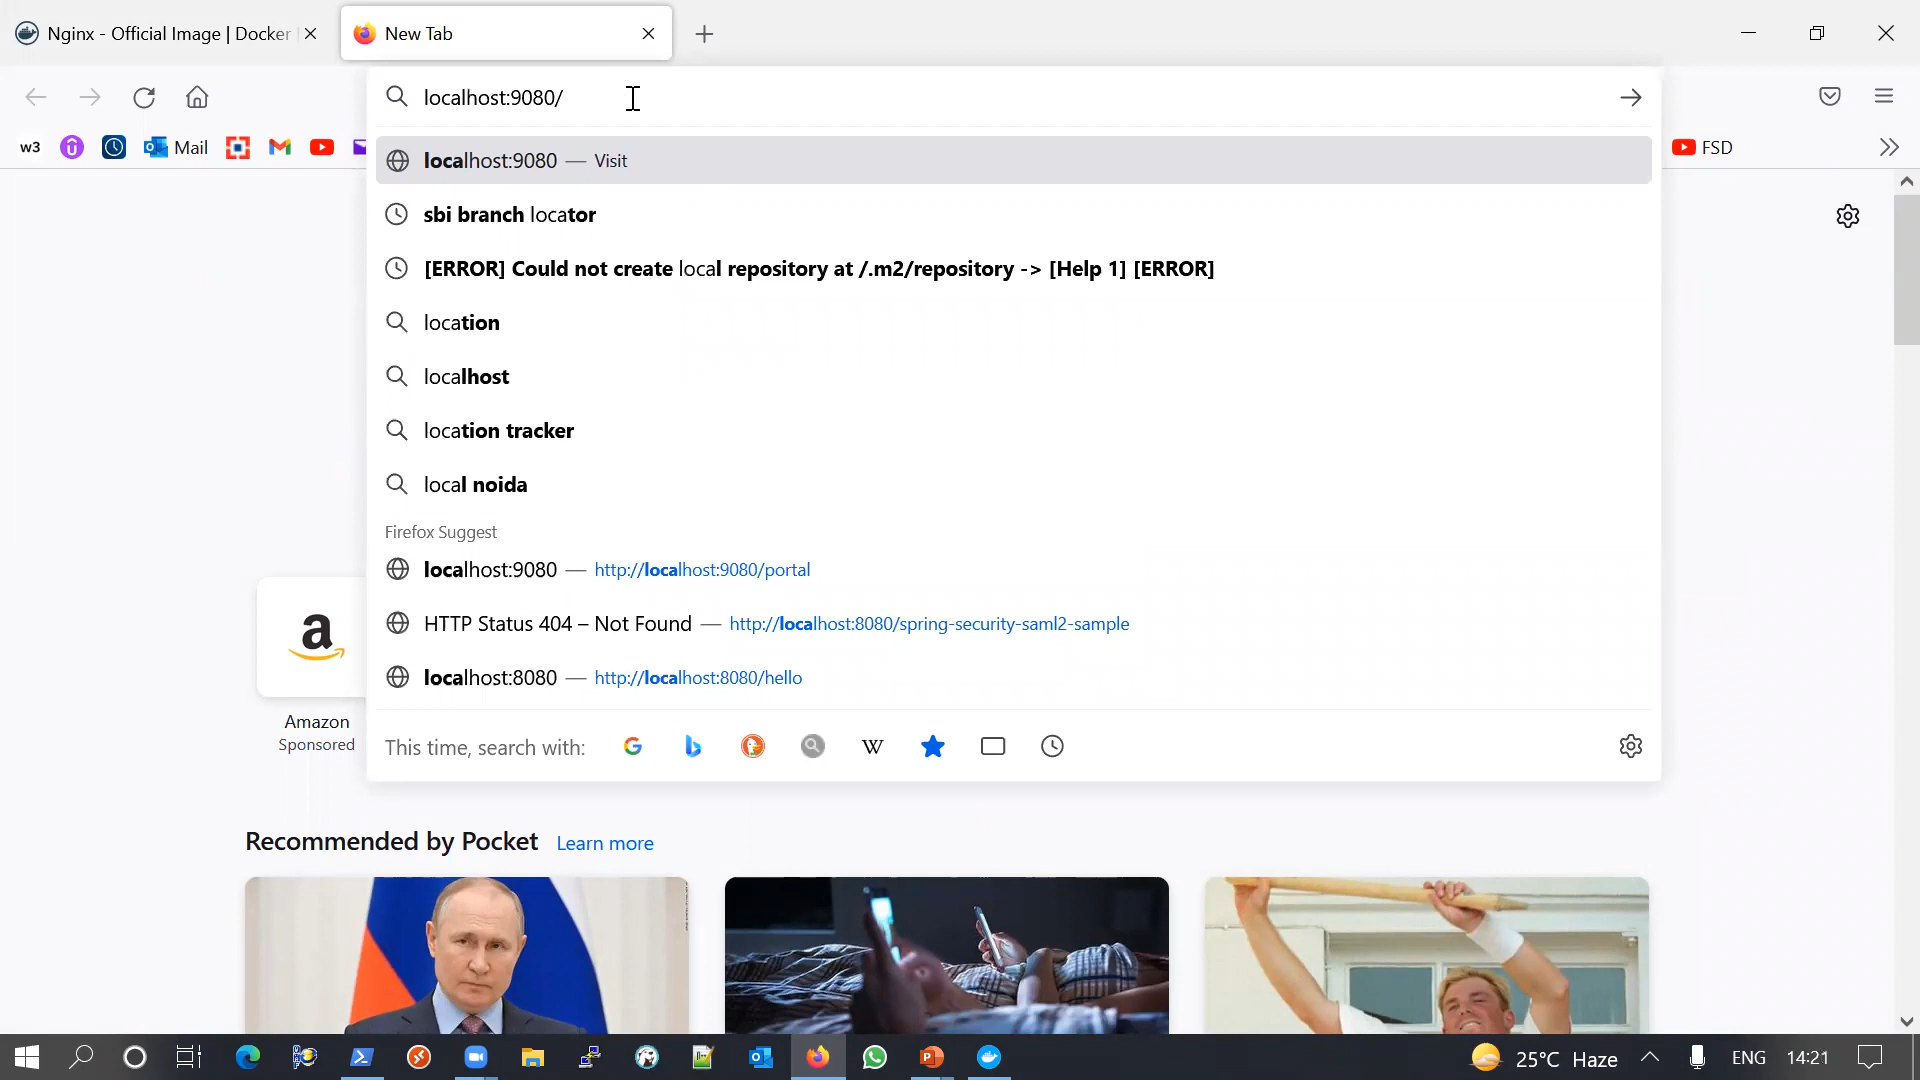 Nginx - Official Image | Docker
New Tab
localhost:9080/
w3
Mail
FSD
localhost:9080 — Visit
sbi branch locator
[ERROR] Could not create local repository at /.m2/repository -> [Help 1] [ERROR]
location
localhost
location tracker
local noida
Firefox Suggest
localhost:9080 — http://localhost:9080/portal
HTTP Status 404 – Not Found — http://localhost:8080/spring-security-saml2-sample
localhost:8080 — http://localhost:8080/hello
Amazon
Sponsored
This time, search with:
Recommended by Pocket Learn more
25°C Haze
ENG
14:21